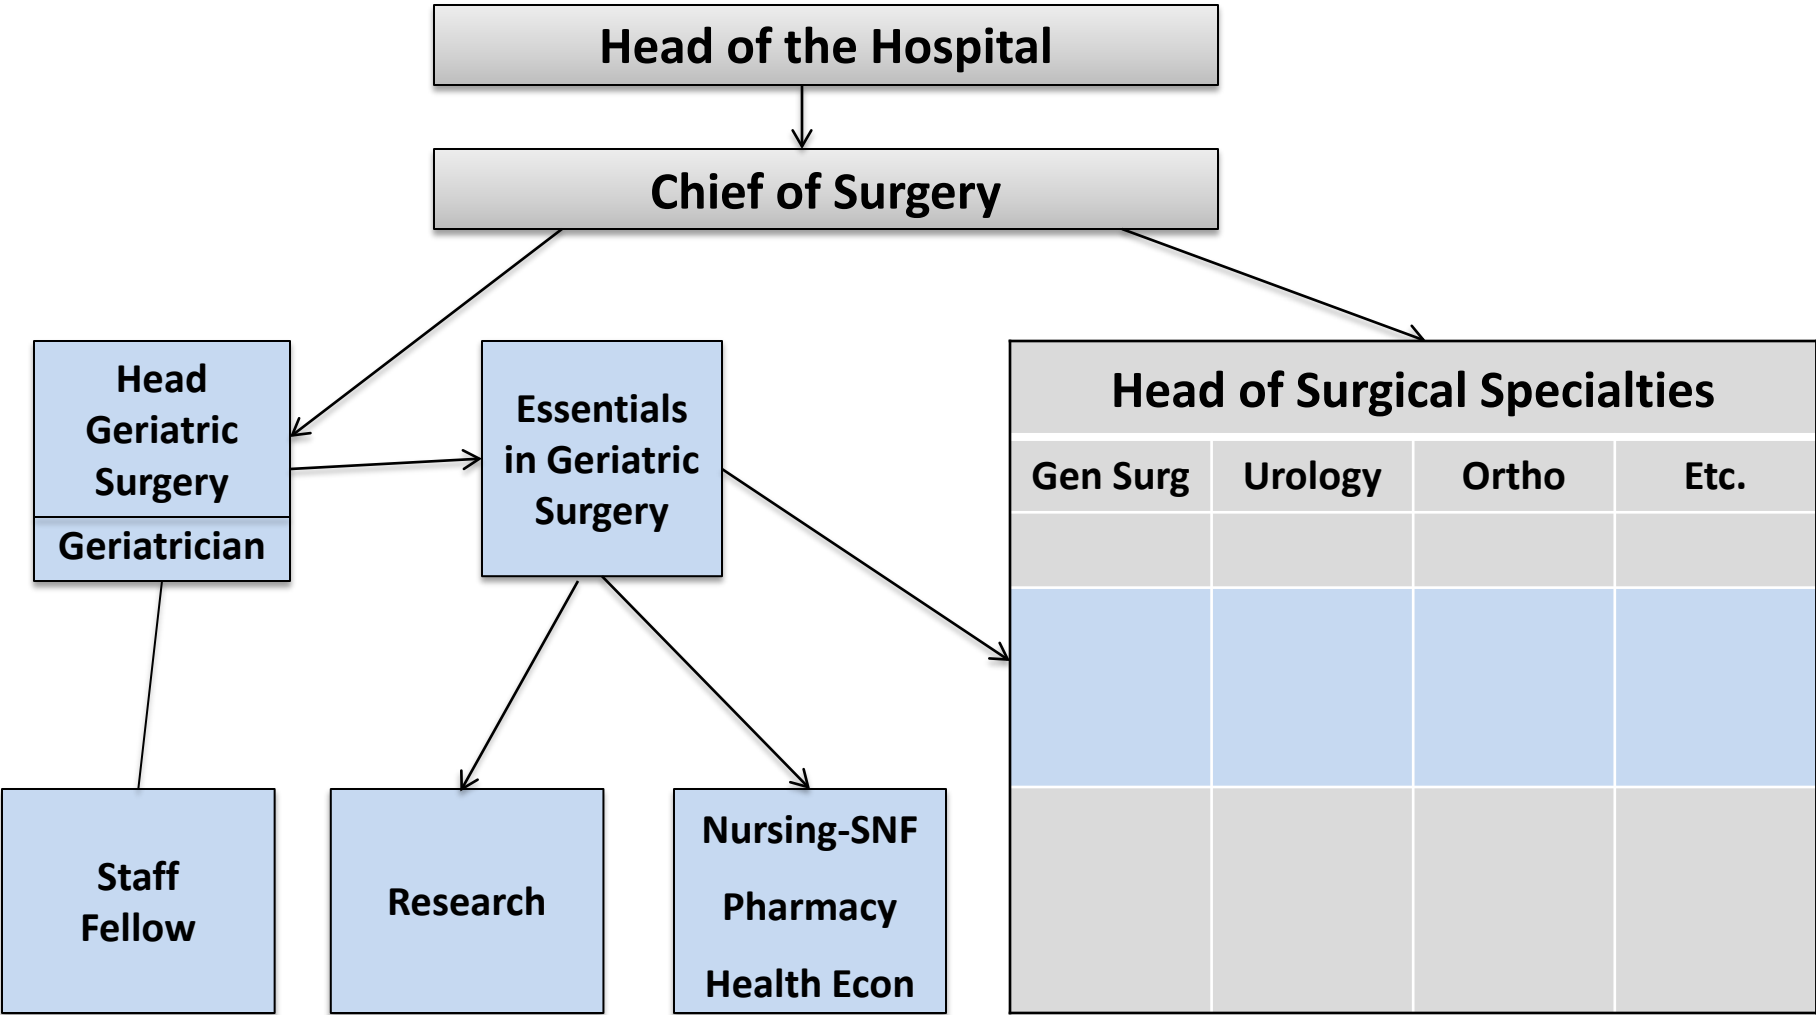 Head of the Hospital
Chief of Surgery
Head
Geriatric
Surgery
Geriatrician
Essentials
in Geriatric
Surgery
Head of Surgical Specialties
Gen Surg Urology Ortho Etc.
Staff
Fellow
Research
Nursing-SNF
Pharmacy
Health Econ